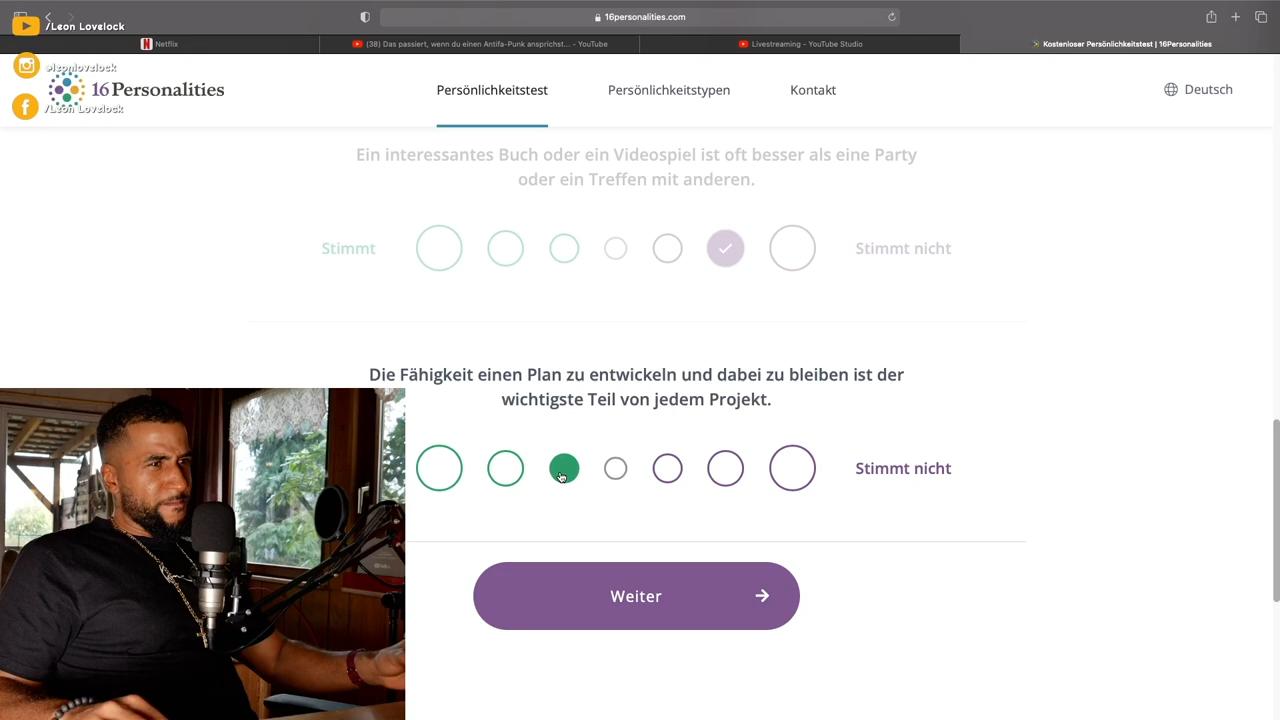 /Leon Lovelock
16personalities.com
Netflix
(38) Das passiert, wenn du einen Antifa-Punk ansprichst... - YouTube
Livestreaming - YouTube Studio
Kostenloser Persönlichkeitstest | 16Personalities
@leonlovelock
16Personalities
/Leon Lovelock
Persönlichkeitstest
Persönlichkeitstypen
Kontakt
Deutsch
Ein interessantes Buch oder ein Videospiel ist oft besser als eine Party
oder ein Treffen mit anderen.
Stimmt
Stimmt nicht
Die Fähigkeit einen Plan zu entwickeln und dabei zu bleiben ist der
wichtigste Teil von jedem Projekt.
Stimmt nicht
Weiter